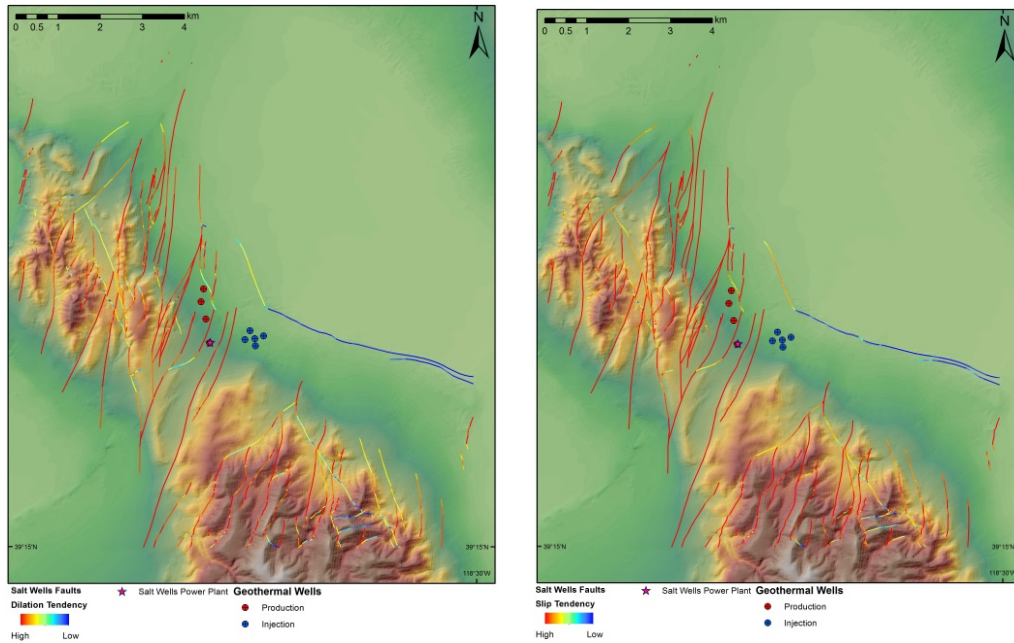 km
0 0.5 1 2 3 4
N
39°15'N
118°30'W
Salt Wells Faults Salt Wells Power Plant Geothermal Wells
Dilation Tendency Production
Injection
High Low
km
0 0.5 1 2 3 4
N
39°15'N
118°30'W
Salt Wells Faults Salt Wells Power Plant Geothermal Wells
Slip Tendency Production
Injection
High Low